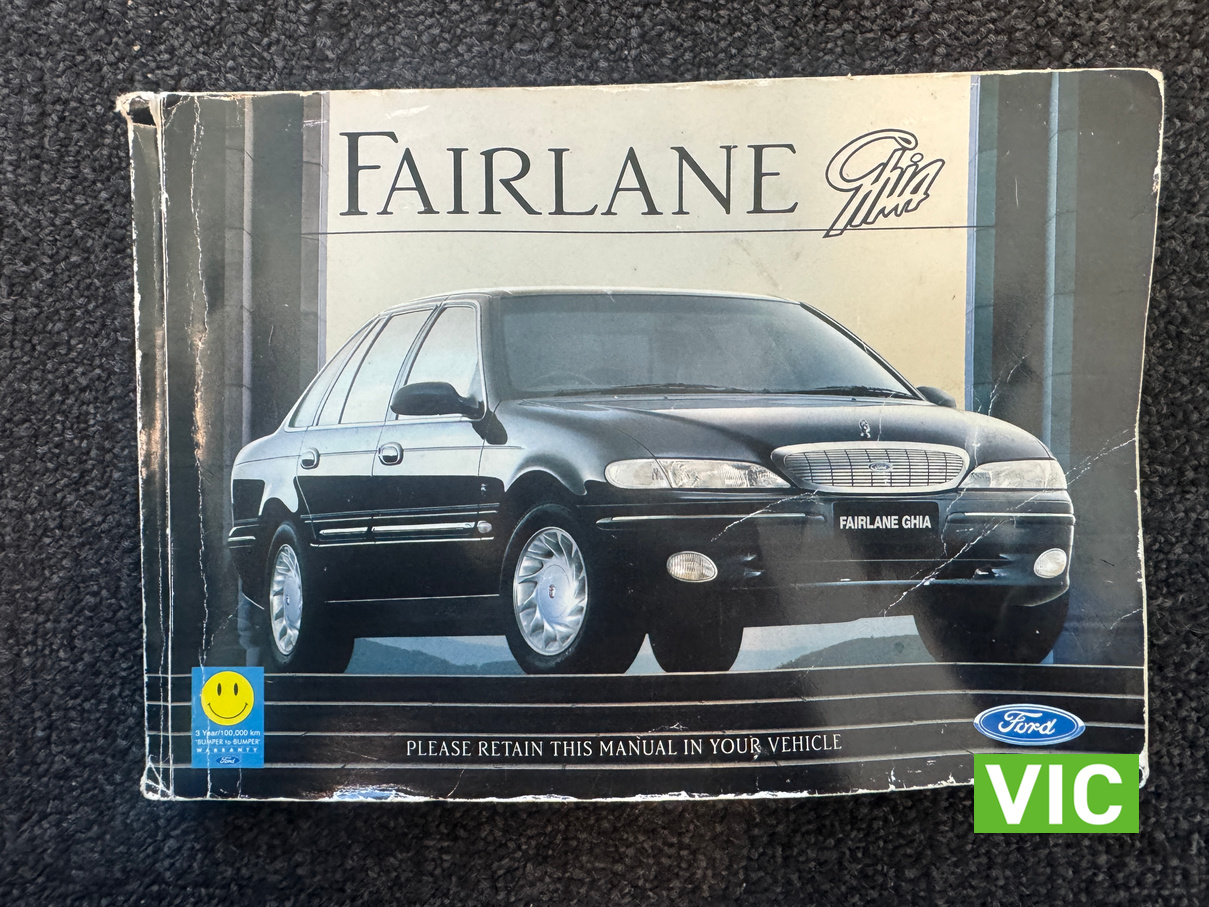 FAIRLANE Ghia
FAIRLANE GHIA
3 Year/100,000 km
'BUMPER to BUMPER'
WARRANTY
Ford
PLEASE RETAIN THIS MANUAL IN YOUR VEHICLE
Ford
VIC